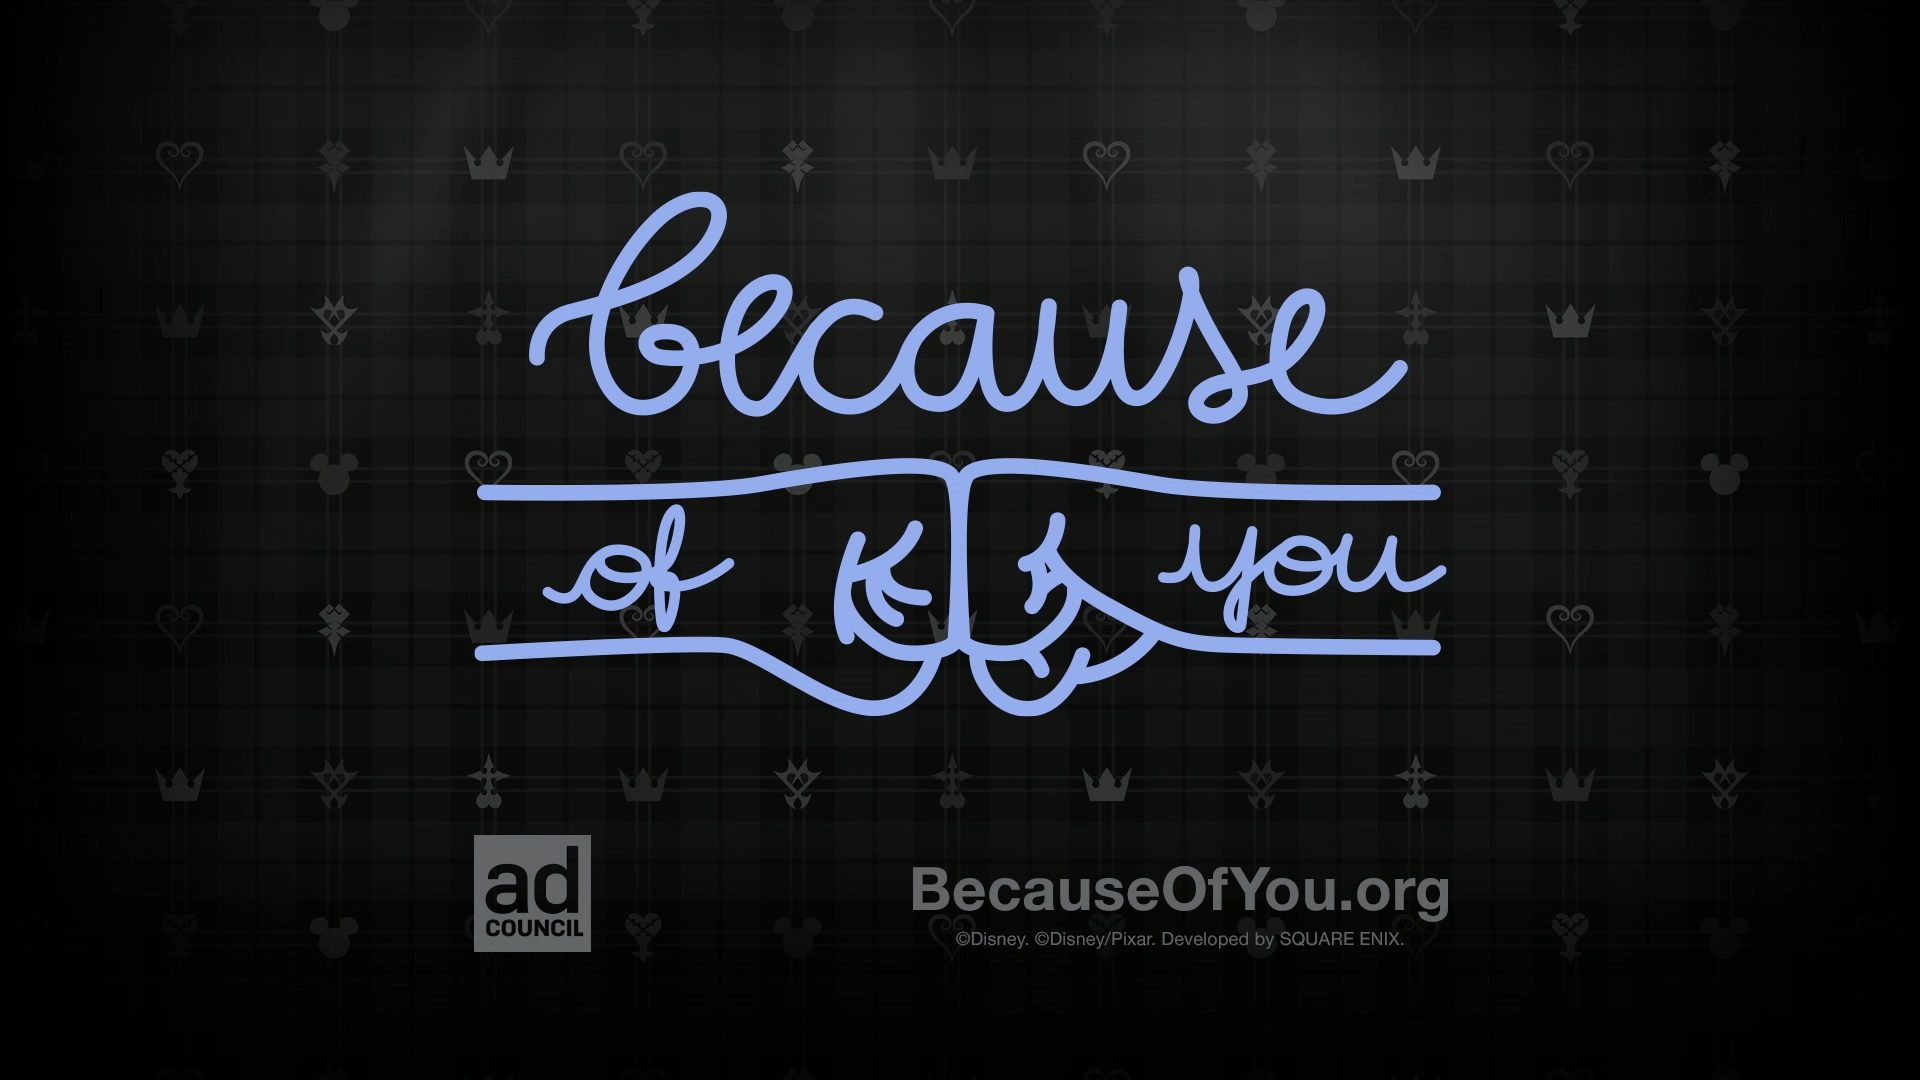 because
of you
ad
COUNCIL
BecauseOfYou.org
©Disney. ©Disney/Pixar. Developed by SQUARE ENIX.